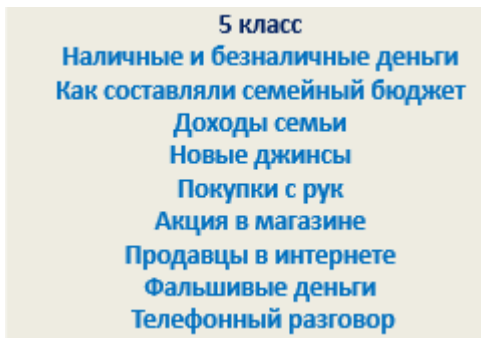 5 класс
Наличные и безналичные деньги
Как составляли семейный бюджет
Доходы семьи
Новые джинсы
Покупки с рук
Акция в магазине
Продавцы в интернете
Фальшивые деньги
Телефонный разговор